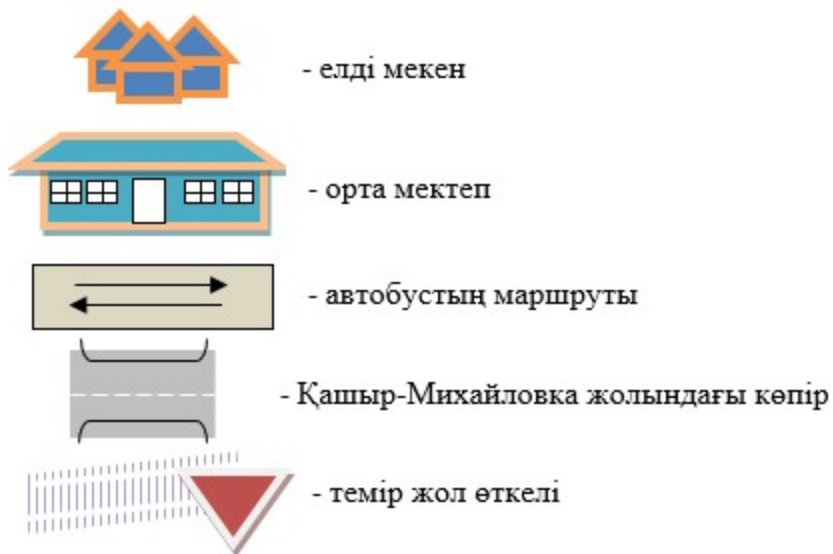 - елді мекен
- орта мектеп
- автобустың маршруты
- Қашыр-Михайловка жолындағы көпір
- темір жол өткелі